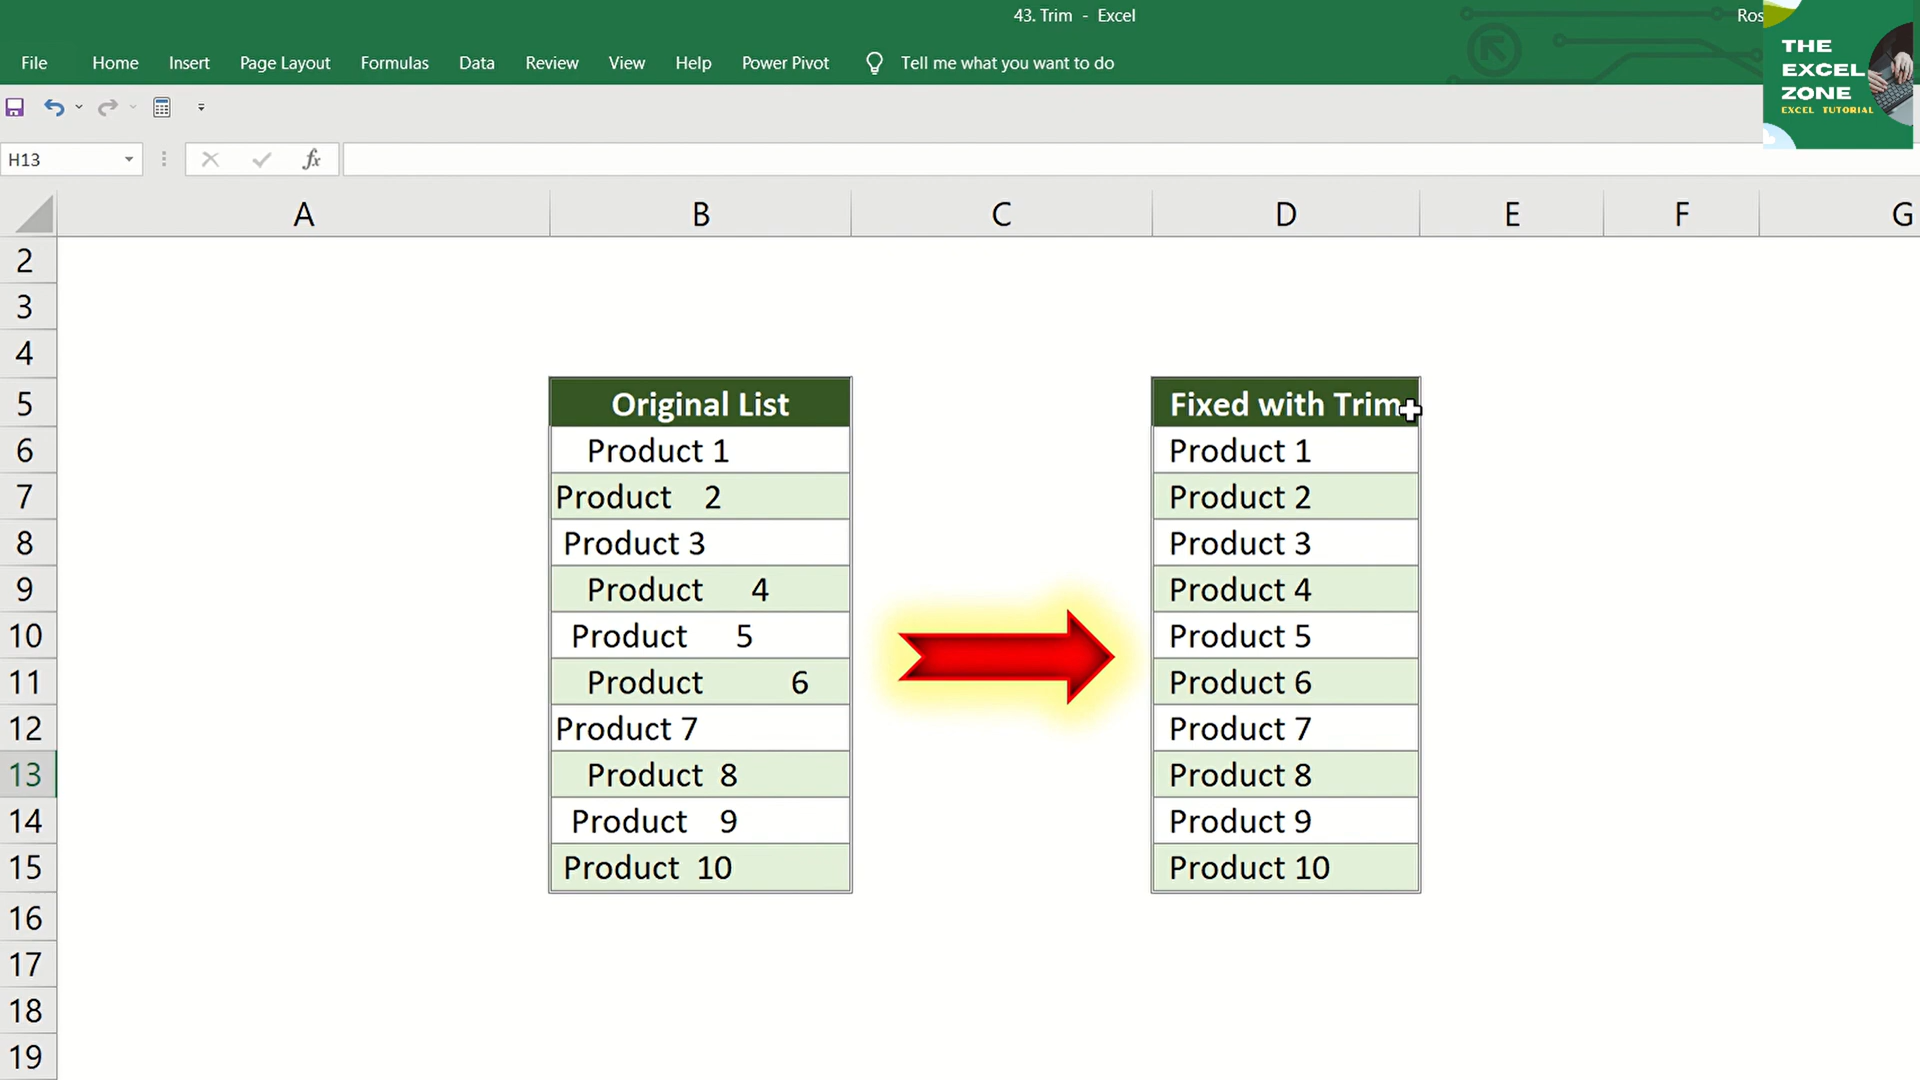 43. Trim - Excel
Ros
THE
EXCEL
ZONE
EXCEL TUTORIAL
File Home Insert Page Layout Formulas Data Review View Help Power Pivot Tell me what you want to do
H13 fx
A B C D E F G
2
3
4
5 Original List Fixed with Trim
6 Product 1 Product 1
7 Product    2 Product 2
8 Product 3 Product 3
9 Product      4 Product 4
10 Product      5 Product 5
11 Product           6 Product 6
12 Product 7 Product 7
13 Product  8 Product 8
14 Product    9 Product 9
15 Product  10 Product 10
16
17
18
19